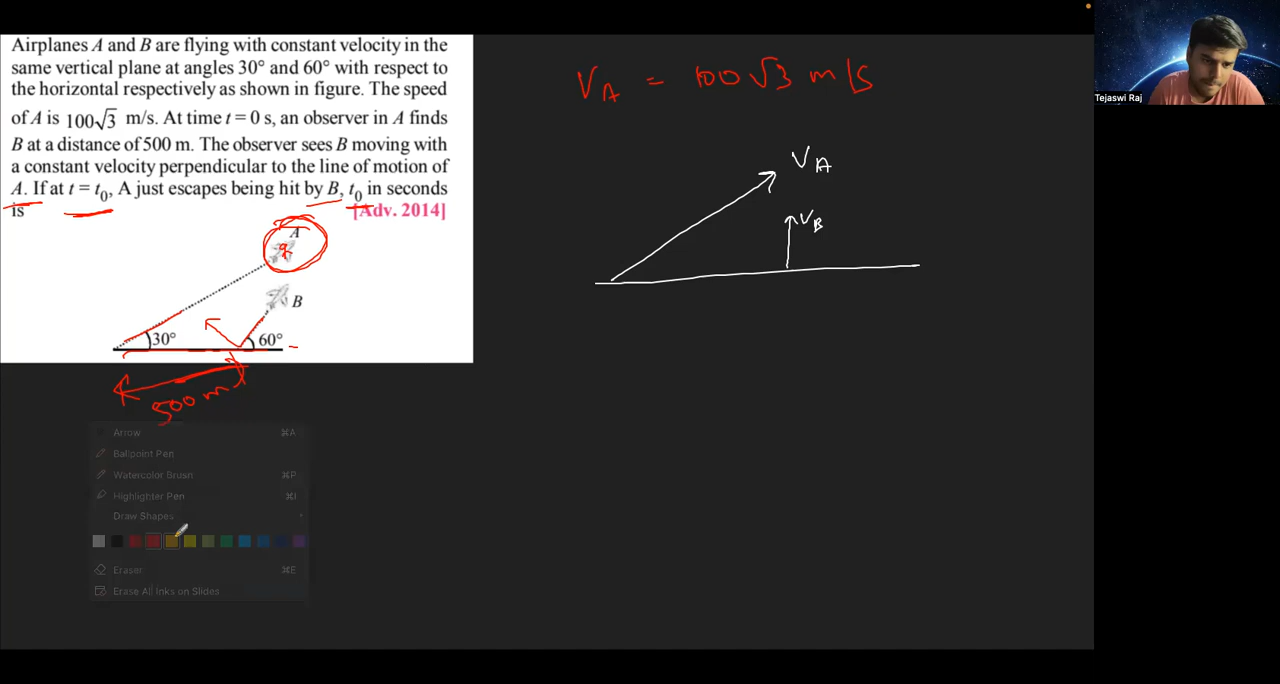 Airplanes A and B are flying with constant velocity in the
same vertical plane at angles 30° and 60° with respect to
the horizontal respectively as shown in figure. The speed
of A is 100√3 m/s. At time t = 0 s, an observer in A finds
B at a distance of 500 m. The observer sees B moving with
a constant velocity perpendicular to the line of motion of
A. If at t = t₀, A just escapes being hit by B, t₀ in seconds
is [Adv. 2014]
A
B
30°
60°
500 m
V_A = 100√3 m/s
V_A
V_B
Tejaswi Raj
Arrow ⌘A
Ballpoint Pen
Watercolor Brush ⌘P
Highlighter Pen ⌘I
Draw Shapes
Eraser ⌘E
Erase All Inks on Slides